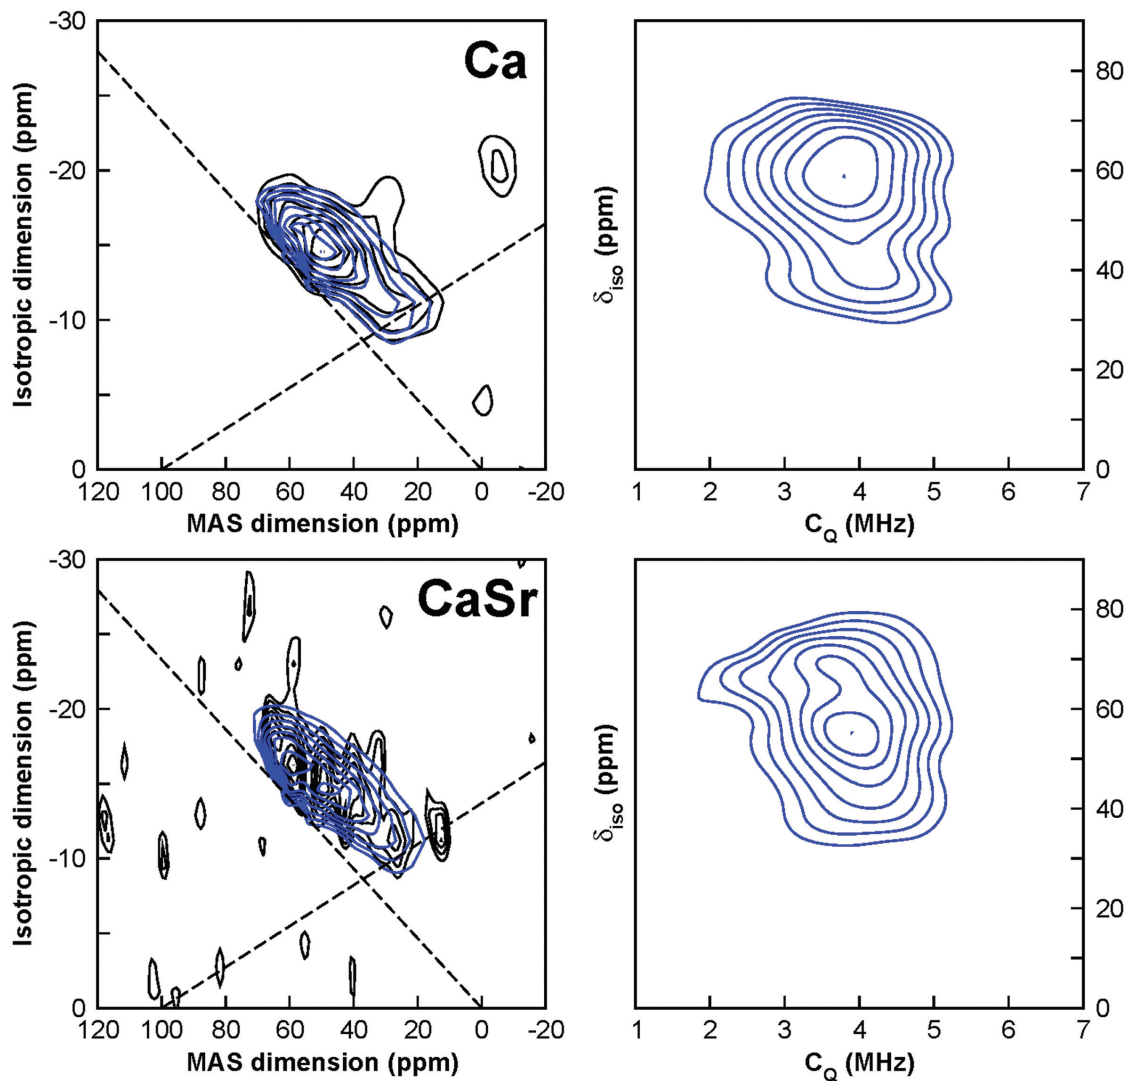 Ca
Isotropic dimension (ppm)
-30
-20
-10
0
120 100 80 60 40 20 0 -20
MAS dimension (ppm)
δiso (ppm)
80
60
40
20
0
1 2 3 4 5 6 7
CQ (MHz)
CaSr
Isotropic dimension (ppm)
-30
-20
-10
0
120 100 80 60 40 20 0 -20
MAS dimension (ppm)
δiso (ppm)
80
60
40
20
0
1 2 3 4 5 6 7
CQ (MHz)